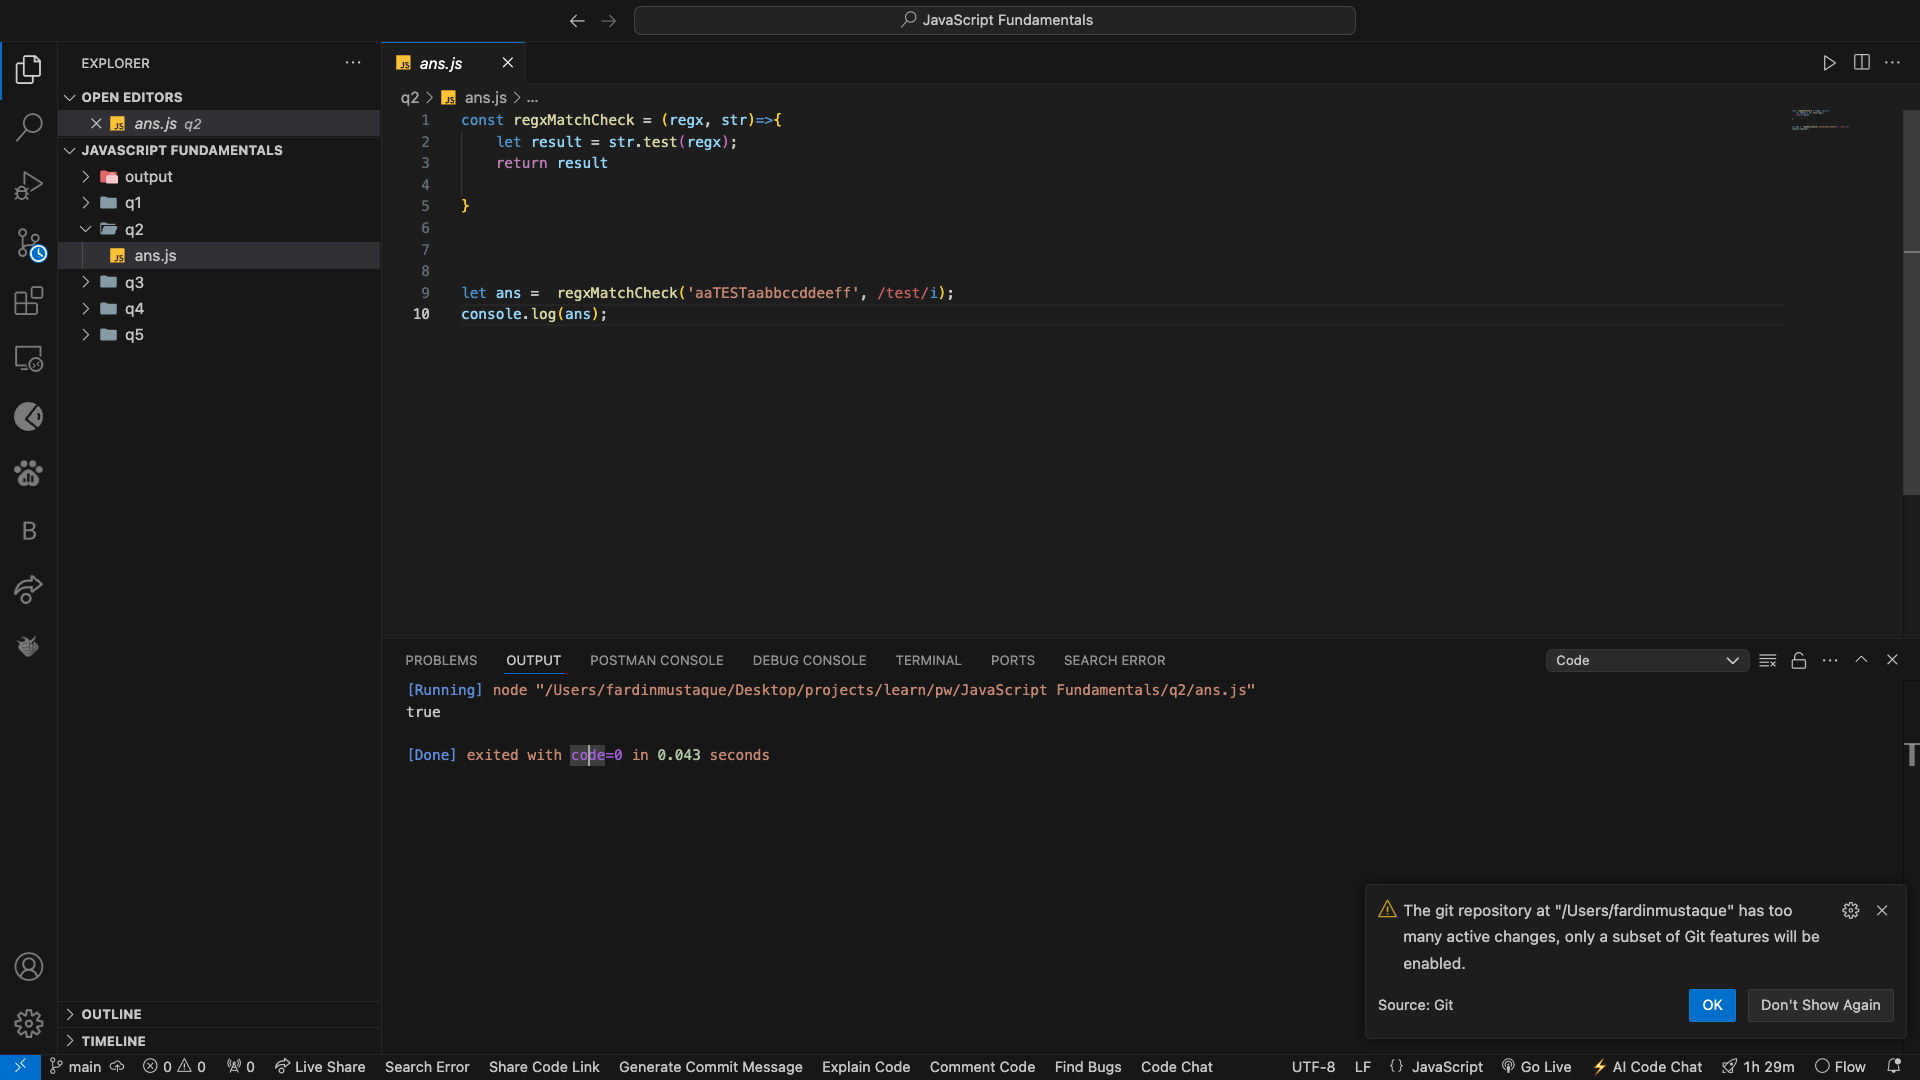 JavaScript Fundamentals
EXPLORER
OPEN EDITORS
ans.js q2
JAVASCRIPT FUNDAMENTALS
output
q1
q2
ans.js
q3
q4
q5
OUTLINE
TIMELINE
ans.js
q2 > ans.js > ...
1 const regxMatchCheck = (regx, str)=>{
2 let result = str.test(regx);
3 return result
4
5 }
6
7
8
9 let ans =  regxMatchCheck('aaTESTaabbccddeeff', /test/i);
10 console.log(ans);
PROBLEMS OUTPUT POSTMAN CONSOLE DEBUG CONSOLE TERMINAL PORTS SEARCH ERROR Code
[Running] node "/Users/fardinmustaque/Desktop/projects/learn/pw/JavaScript Fundamentals/q2/ans.js"
true
[Done] exited with code=0 in 0.043 seconds
The git repository at "/Users/fardinmustaque" has too
many active changes, only a subset of Git features will be
enabled.
Source: Git OK Don't Show Again
main 0 0 0 Live Share Search Error Share Code Link Generate Commit Message Explain Code Comment Code Find Bugs Code Chat UTF-8 LF {} JavaScript Go Live AI Code Chat 1h 29m Flow